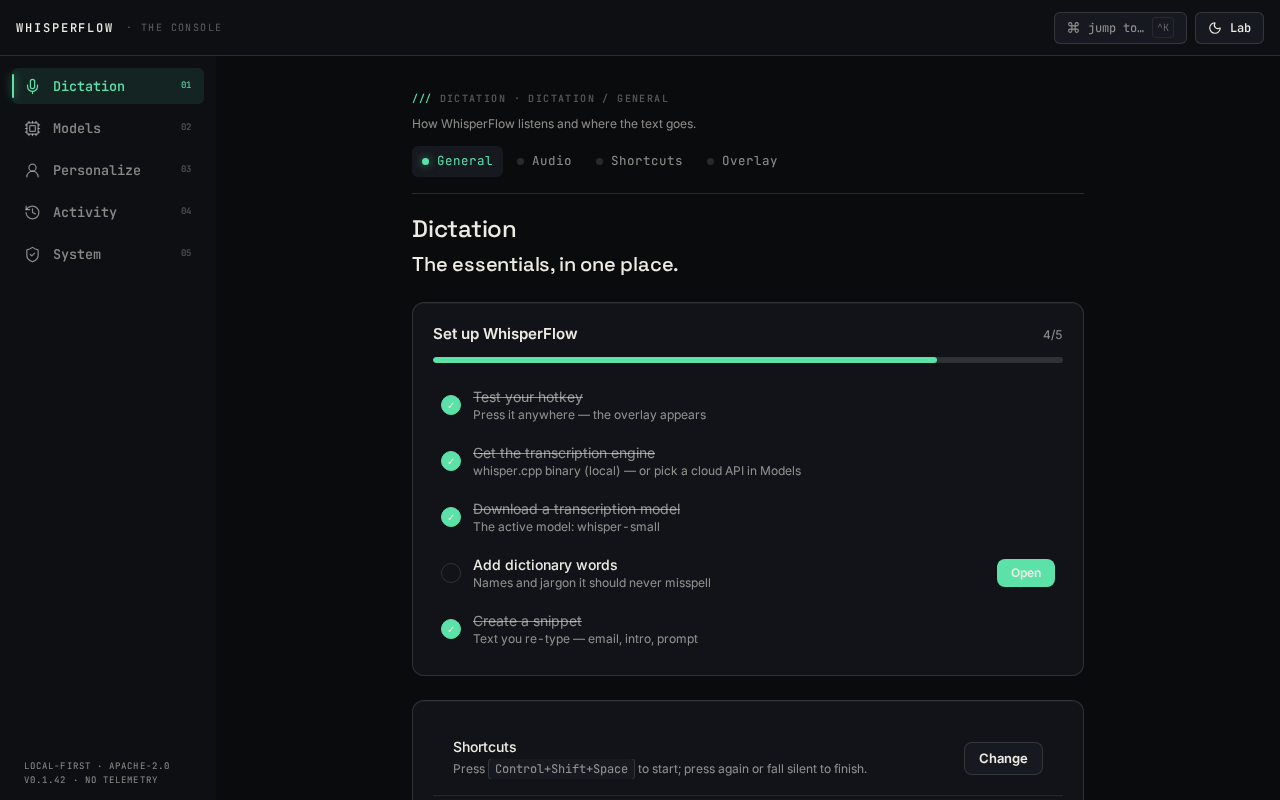 WHISPERFLOW · THE CONSOLE
⌘ jump to… ^K
Lab
Dictation 01
Models 02
Personalize 03
Activity 04
System 05
/// DICTATION · DICTATION / GENERAL
How WhisperFlow listens and where the text goes.
General Audio Shortcuts Overlay
Dictation
The essentials, in one place.
Set up WhisperFlow 4/5
Test your hotkey
Press it anywhere — the overlay appears
Get the transcription engine
whisper.cpp binary (local) — or pick a cloud API in Models
Download a transcription model
The active model: whisper-small
Add dictionary words
Names and jargon it should never misspell
Open
Create a snippet
Text you re-type — email, intro, prompt
Shortcuts
Press Control+Shift+Space to start; press again or fall silent to finish.
Change
LOCAL-FIRST · APACHE-2.0
V0.1.42 · NO TELEMETRY